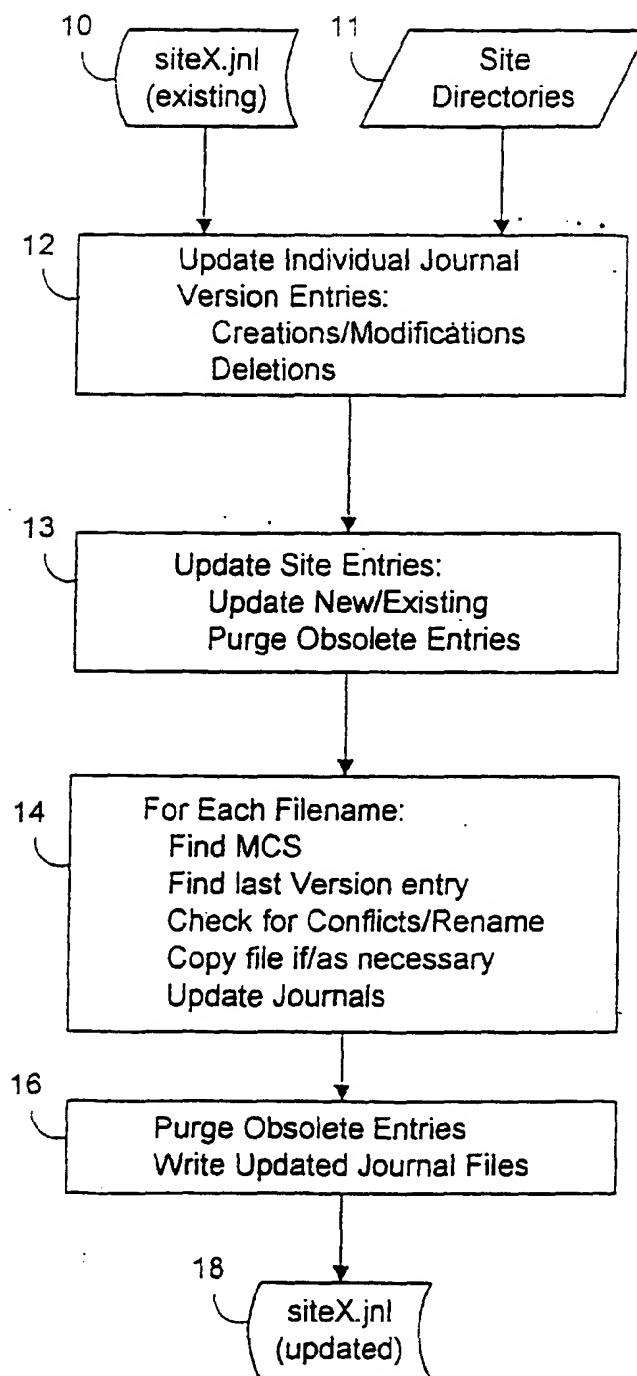 10
siteX.jnl
(existing)
11
Site
Directories
12
Update Individual Journal
Version Entries:
Creations/Modifications
Deletions
13
Update Site Entries:
Update New/Existing
Purge Obsolete Entries
14
For Each Filename:
Find MCS
Find last Version entry
Check for Conflicts/Rename
Copy file if/as necessary
Update Journals
16
Purge Obsolete Entries
Write Updated Journal Files
18
siteX.jnl
(updated)